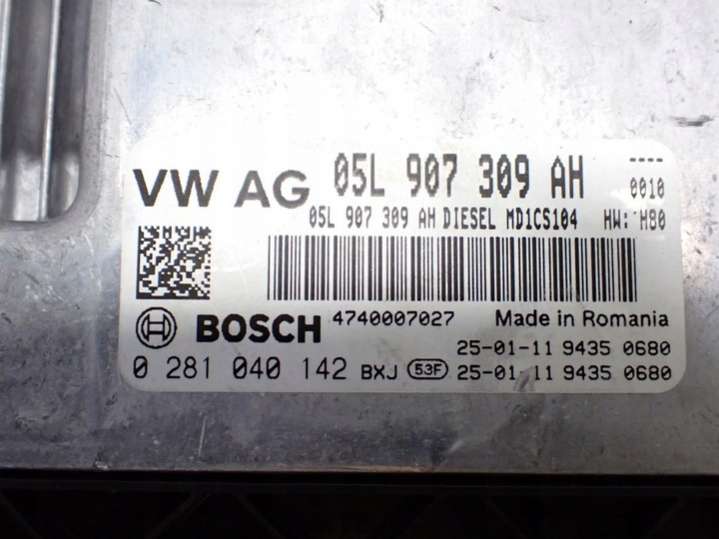 VW AG 05L 907 309 AH ----
0010
05L 907 309 AH DIESEL MD1CS104 HW: H80
BOSCH 4740007027 Made in Romania
25-01-11 9435 0680
0 281 040 142 BXJ 53F 25-01-11 9435 0680